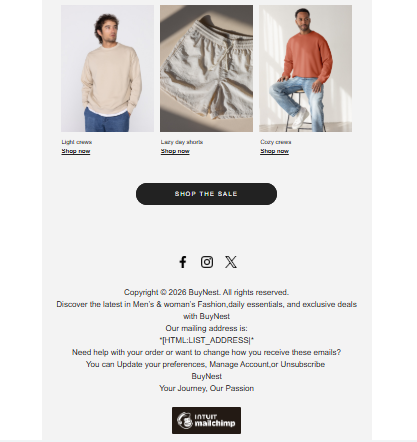 Light crews
Lazy day shorts
Cozy crews
Shop now
Shop now
Shop now
SHOP THE SALE
Copyright © 2026 BuyNest. All rights reserved.
Discover the latest in Men's & woman's Fashion,daily essentials, and exclusive deals
with BuyNest
Our mailing address is:
*[HTML:LIST_ADDRESS|*
Need help with your order or want to change how you receive these emails?
You can Update your preferences, Manage Account,or Unsubscribe
BuyNest
Your Journey, Our Passion
INTUIT
mailchimp